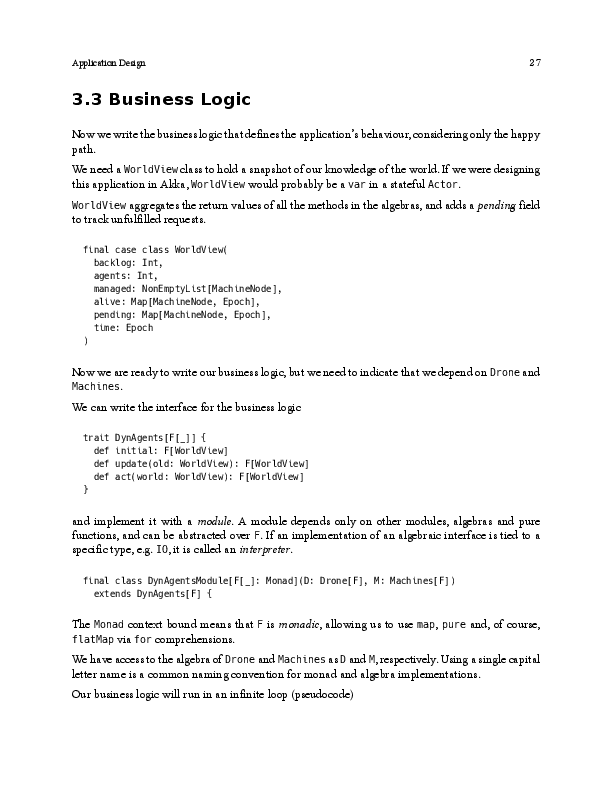 Application Design 27
3.3 Business Logic
Now we write the business logic that defines the application's behaviour, considering only the happy
path.
We need a WorldView class to hold a snapshot of our knowledge of the world. If we were designing
this application in Akka, WorldView would probably be a var in a stateful Actor.
WorldView aggregates the return values of all the methods in the algebras, and adds a pending field
to track unfulfilled requests.
final case class WorldView(
  backlog: Int,
  agents: Int,
  managed: NonEmptyList[MachineNode],
  alive: Map[MachineNode, Epoch],
  pending: Map[MachineNode, Epoch],
  time: Epoch
)
Now we are ready to write our business logic, but we need to indicate that we depend on Drone and
Machines.
We can write the interface for the business logic
trait DynAgents[F[_]] {
  def initial: F[WorldView]
  def update(old: WorldView): F[WorldView]
  def act(world: WorldView): F[WorldView]
}
and implement it with a module. A module depends only on other modules, algebras and pure
functions, and can be abstracted over F. If an implementation of an algebraic interface is tied to a
specific type, e.g. IO, it is called an interpreter.
final class DynAgentsModule[F[_]: Monad](D: Drone[F], M: Machines[F])
  extends DynAgents[F] {
The Monad context bound means that F is monadic, allowing us to use map, pure and, of course,
flatMap via for comprehensions.
We have access to the algebra of Drone and Machines as D and M, respectively. Using a single capital
letter name is a common naming convention for monad and algebra implementations.
Our business logic will run in an infinite loop (pseudocode)